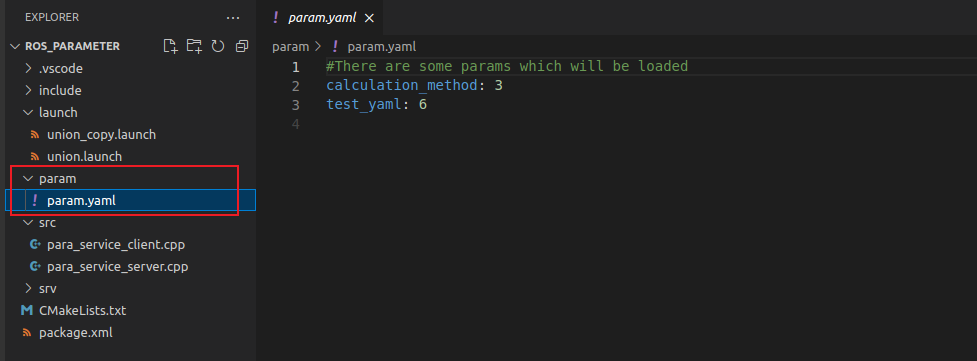 EXPLORER
ROS_PARAMETER
.vscode
include
launch
union_copy.launch
union.launch
param
param.yaml
src
para_service_client.cpp
para_service_server.cpp
srv
CMakeLists.txt
package.xml
param.yaml
param > param.yaml
1 #There are some params which will be loaded
2 calculation_method: 3
3 test_yaml: 6
4